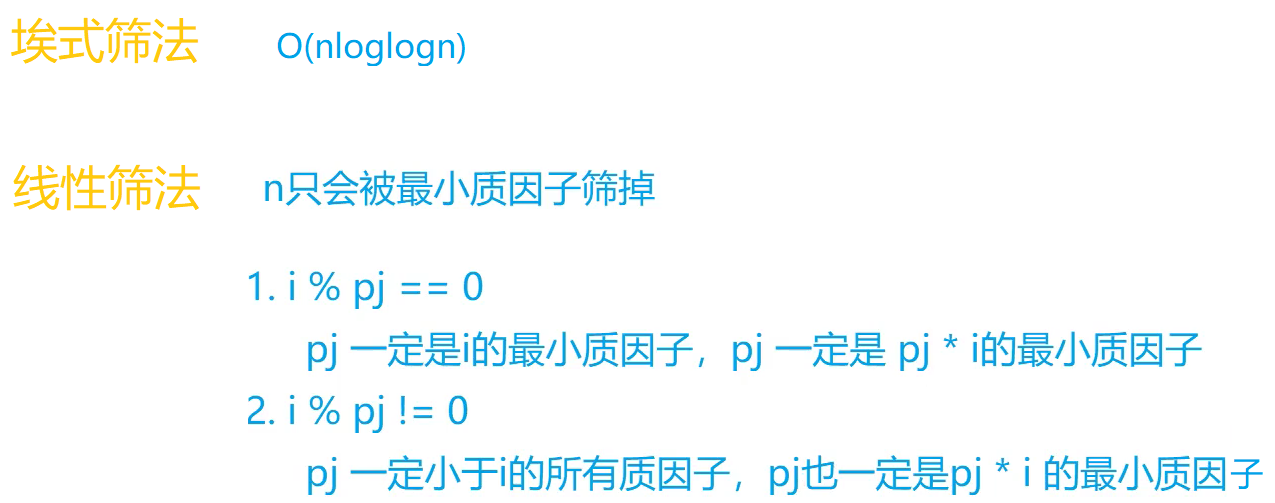 埃式筛法 O(nloglogn)
线性筛法 n只会被最小质因子筛掉
1. i % pj == 0
pj 一定是i的最小质因子，pj 一定是 pj * i的最小质因子
2. i % pj != 0
pj 一定小于i的所有质因子，pj也一定是pj * i 的最小质因子